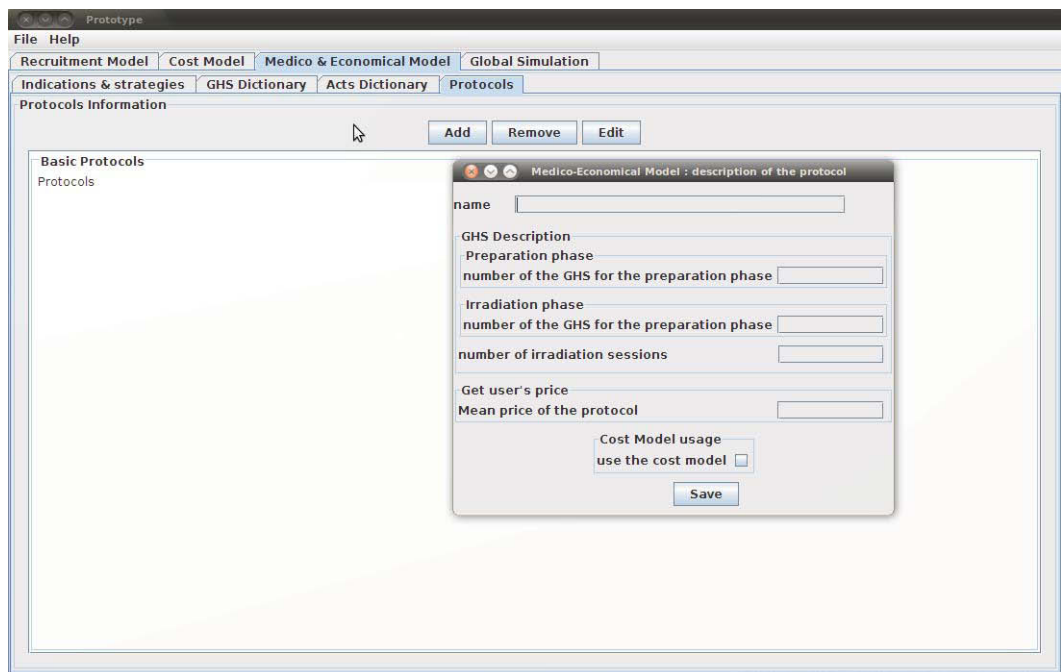 Prototype
File Help
Recruitment Model Cost Model Medico & Economical Model Global Simulation
Indications & strategies GHS Dictionary Acts Dictionary Protocols
Protocols Information
Add Remove Edit
Basic Protocols
Protocols
Medico-Economical Model : description of the protocol
name
GHS Description
Preparation phase
number of the GHS for the preparation phase
Irradiation phase
number of the GHS for the preparation phase
number of irradiation sessions
Get user's price
Mean price of the protocol
Cost Model usage
use the cost model
Save